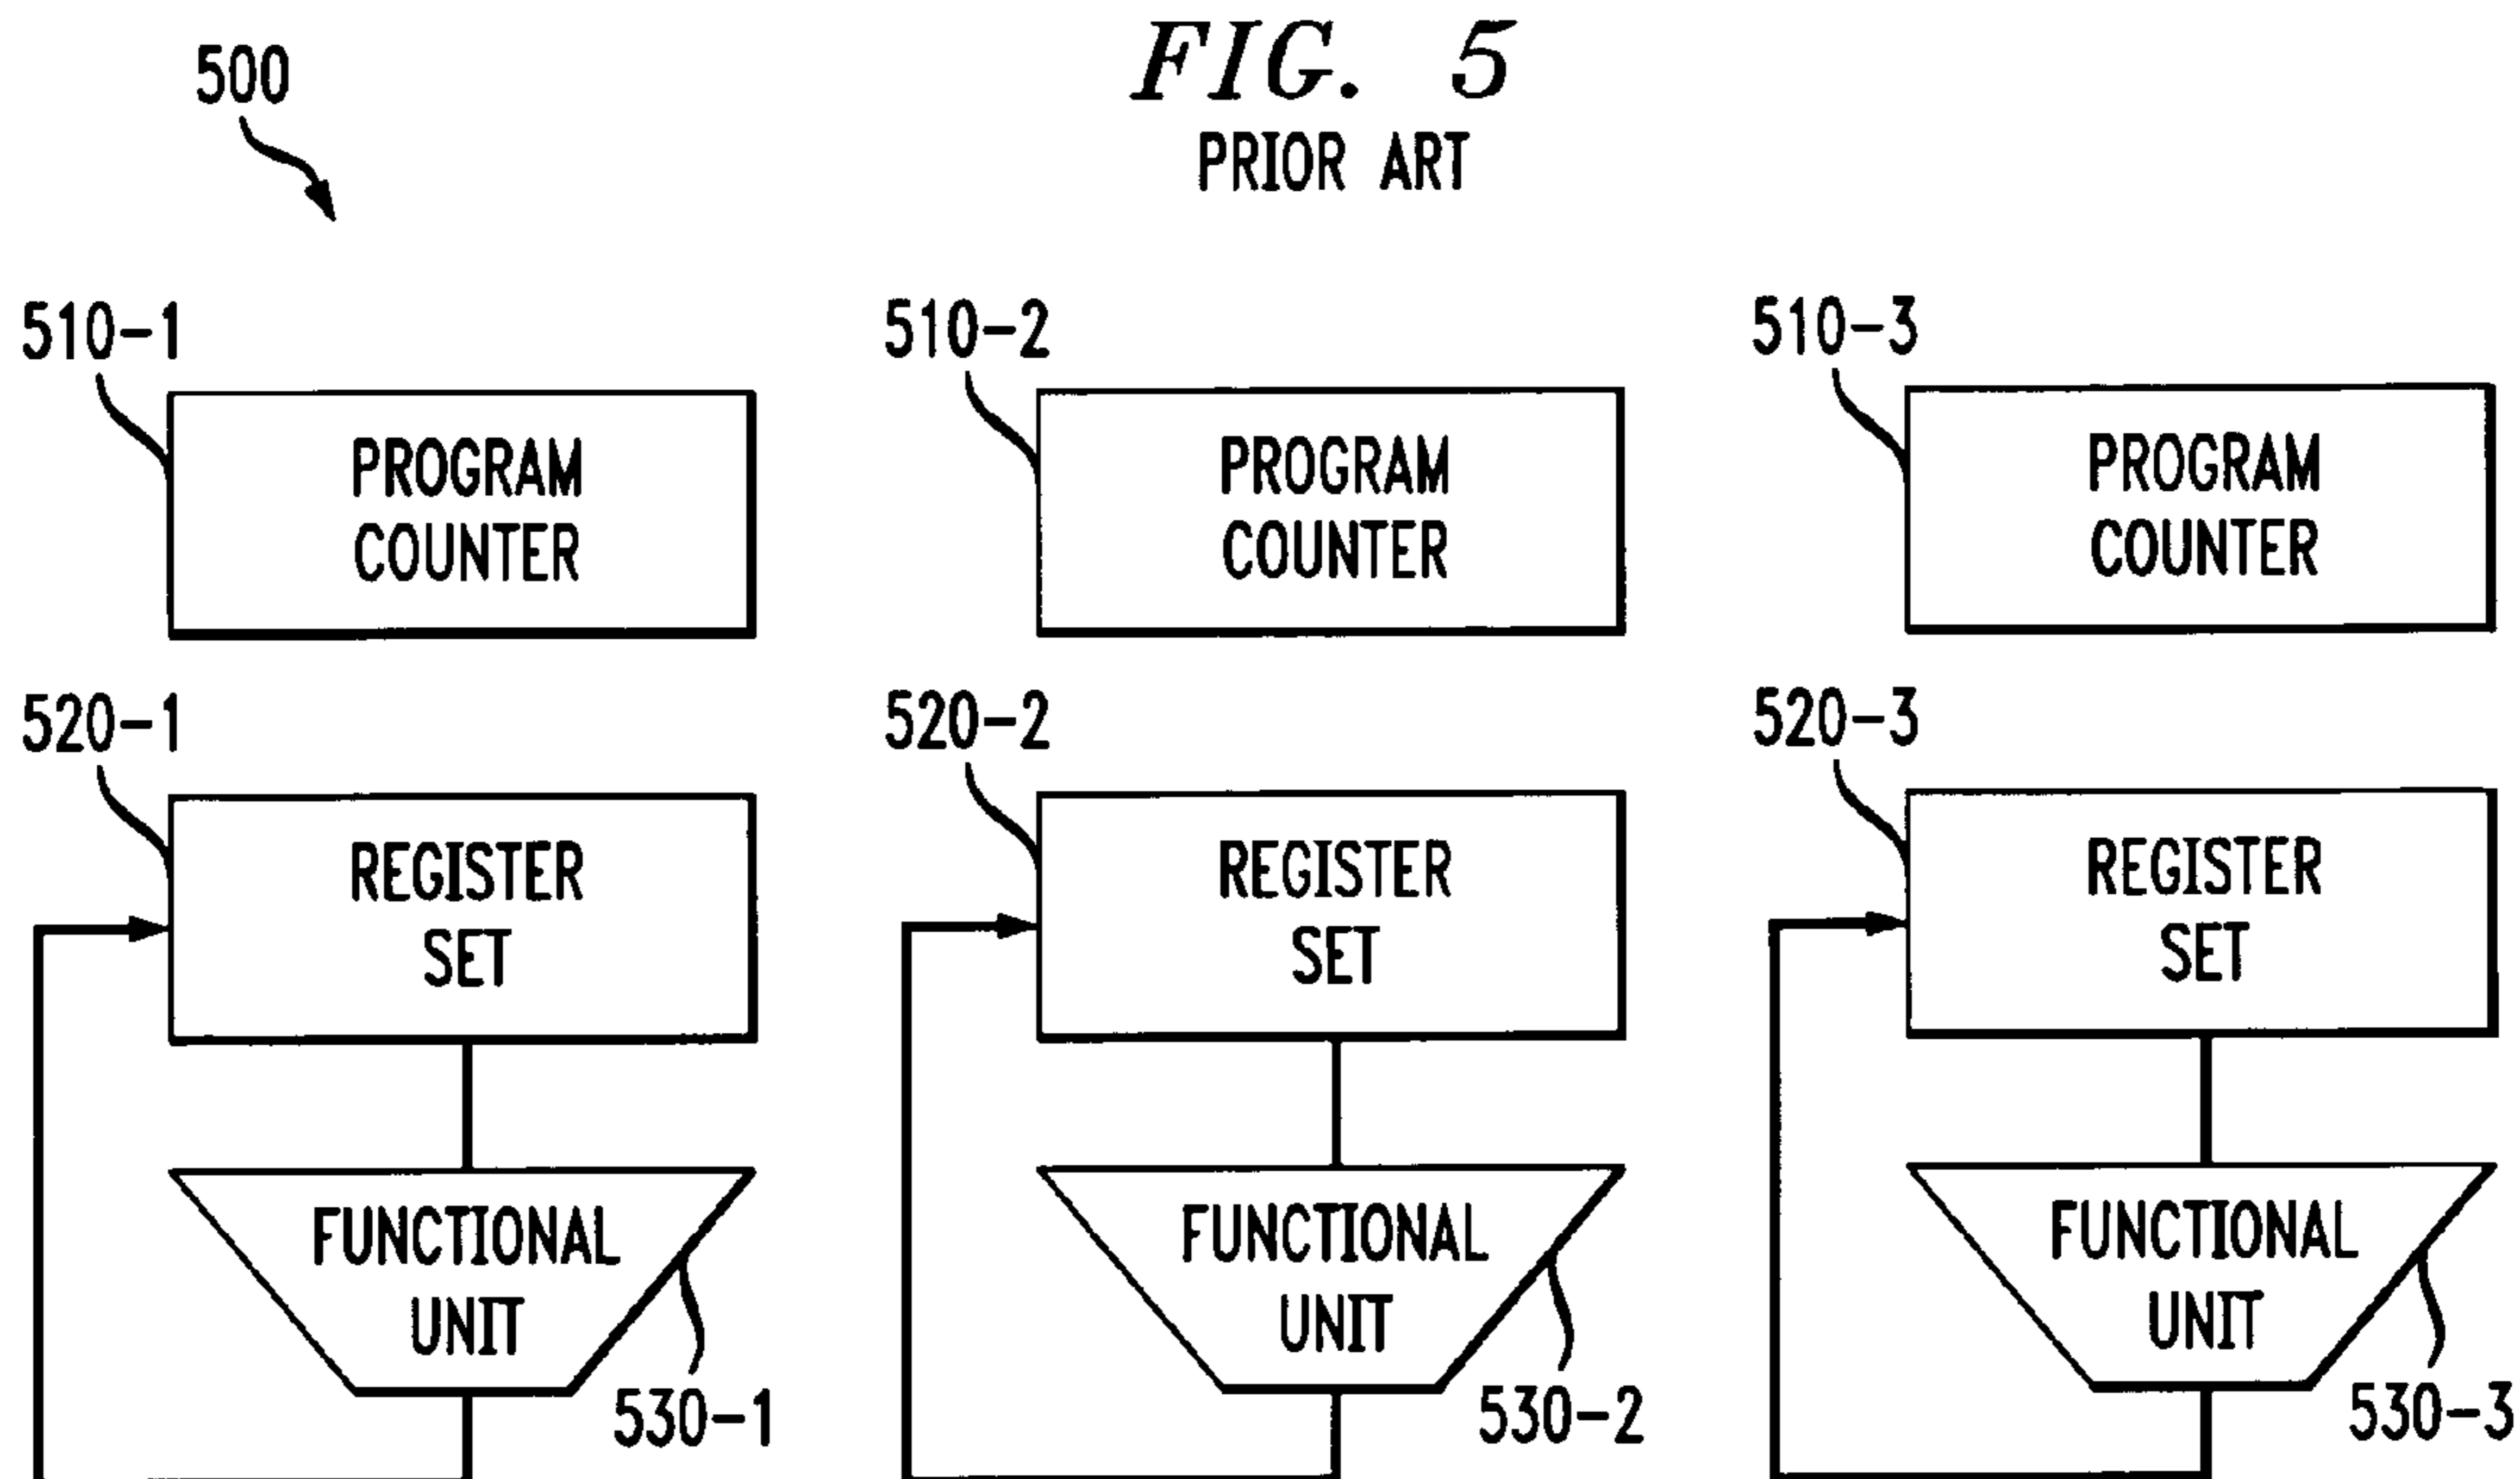 FIG. 5
PRIOR ART
500
510-1
510-2
510-3
PROGRAM
COUNTER
PROGRAM
COUNTER
PROGRAM
COUNTER
520-1
520-2
520-3
REGISTER
SET
REGISTER
SET
REGISTER
SET
FUNCTIONAL
UNIT
FUNCTIONAL
UNIT
FUNCTIONAL
UNIT
530-1
530-2
530-3